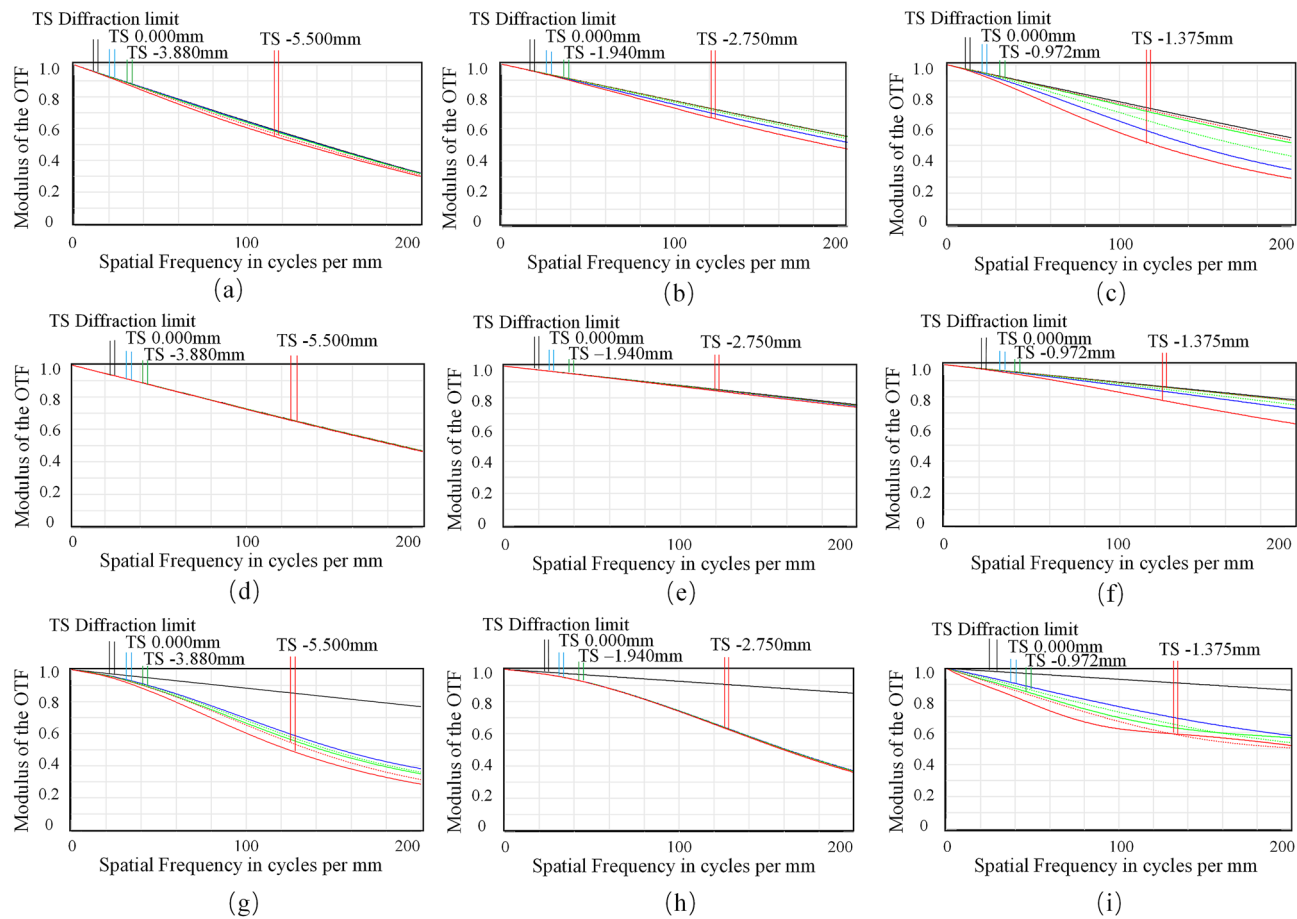 TS Diffraction limit
TS 0.000mm
TS -5.500mm
TS -3.880mm
1.0
0.8
0.6
0.4
0.2
0
Modulus of the OTF
0
100
200
Spatial Frequency in cycles per mm
(a)
TS Diffraction limit
TS 0.000mm
TS -2.750mm
TS -1.940mm
1.0
0.8
0.6
0.4
0.2
0
Modulus of the OTF
0
100
200
Spatial Frequency in cycles per mm
(b)
TS Diffraction limit
TS 0.000mm
TS -1.375mm
TS -0.972mm
1.0
0.8
0.6
0.4
0.2
0
Modulus of the OTF
0
100
200
Spatial Frequency in cycles per mm
(c)
TS Diffraction limit
TS 0.000mm
TS -5.500mm
TS -3.880mm
1.0
0.8
0.6
0.4
0.2
0
Modulus of the OTF
0
100
200
Spatial Frequency in cycles per mm
(d)
TS Diffraction limit
TS 0.000mm
TS -2.750mm
TS −1.940mm
1.0
0.8
0.6
0.4
0.2
0
Modulus of the OTF
0
100
200
Spatial Frequency in cycles per mm
(e)
TS Diffraction limit
TS 0.000mm
TS -1.375mm
TS -0.972mm
1.0
0.8
0.6
0.4
0.2
0
Modulus of the OTF
0
100
200
Spatial Frequency in cycles per mm
(f)
TS Diffraction limit
TS 0.000mm
TS -5.500mm
TS -3.880mm
1.0
0.8
0.6
0.4
0.2
0
Modulus of the OTF
0
100
200
Spatial Frequency in cycles per mm
(g)
TS Diffraction limit
TS 0.000mm
TS -2.750mm
TS −1.940mm
1.0
0.8
0.6
0.4
0.2
0
Modulus of the OTF
0
100
200
Spatial Frequency in cycles per mm
(h)
TS Diffraction limit
TS 0.000mm
TS -1.375mm
TS -0.972mm
1.0
0.8
0.6
0.4
0.2
0
Modulus of the OTF
0
100
200
Spatial Frequency in cycles per mm
(i)